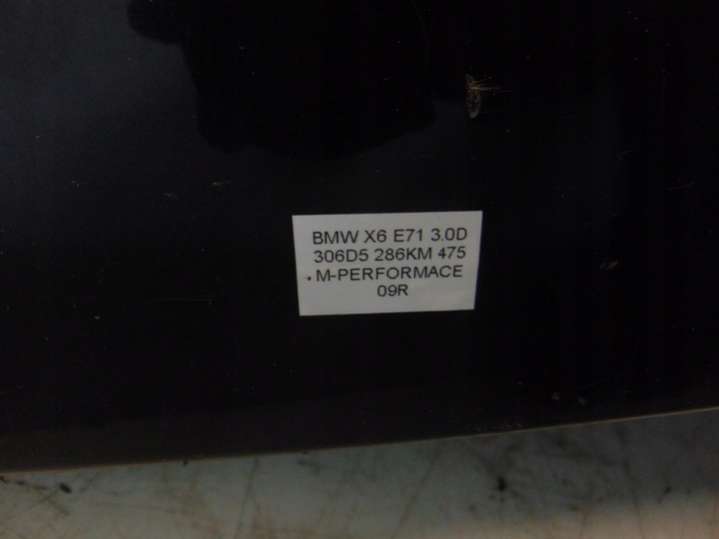 BMW X6 E71 3.0D
306D5 286KM 475
. M-PERFORMACE
09R